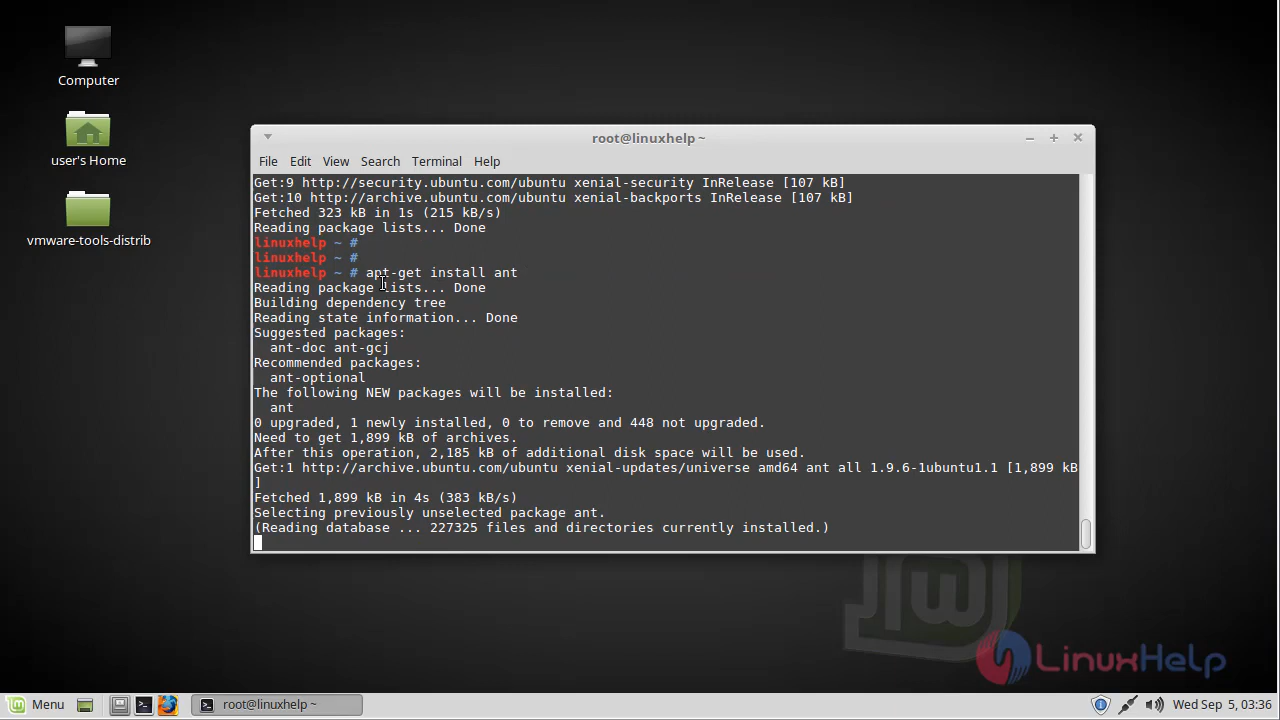 Computer
user's Home
vmware-tools-distrib
root@linuxhelp ~
File Edit View Search Terminal Help
Get:9 http://security.ubuntu.com/ubuntu xenial-security InRelease [107 kB]
Get:10 http://archive.ubuntu.com/ubuntu xenial-backports InRelease [107 kB]
Fetched 323 kB in 1s (215 kB/s)
Reading package lists... Done
linuxhelp ~ #
linuxhelp ~ #
linuxhelp ~ # apt-get install ant
Reading package lists... Done
Building dependency tree
Reading state information... Done
Suggested packages:
  ant-doc ant-gcj
Recommended packages:
  ant-optional
The following NEW packages will be installed:
  ant
0 upgraded, 1 newly installed, 0 to remove and 448 not upgraded.
Need to get 1,899 kB of archives.
After this operation, 2,185 kB of additional disk space will be used.
Get:1 http://archive.ubuntu.com/ubuntu xenial-updates/universe amd64 ant all 1.9.6-1ubuntu1.1 [1,899 kB
]
Fetched 1,899 kB in 4s (383 kB/s)
Selecting previously unselected package ant.
(Reading database ... 227325 files and directories currently installed.)
LinuxHelp
Menu root@linuxhelp ~ Wed Sep 5, 03:36